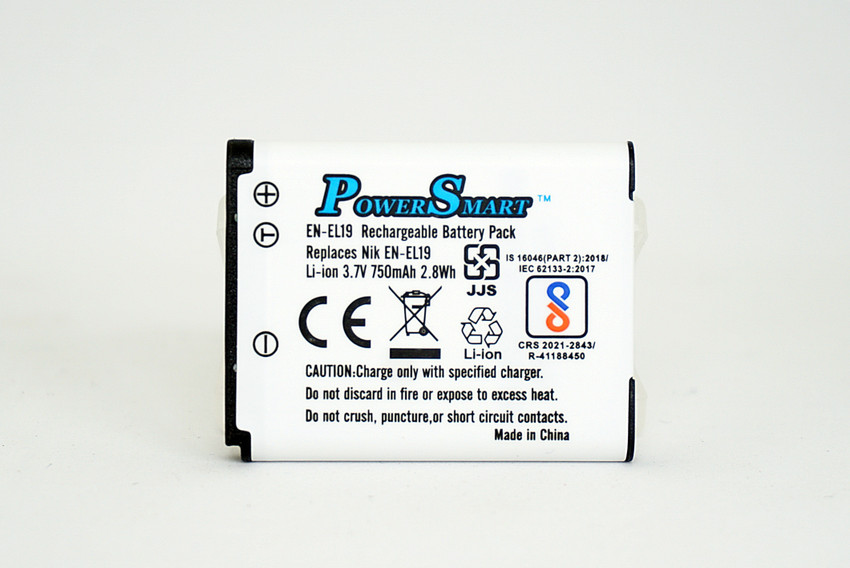 POWERSMART™
EN-EL19 Rechargeable Battery Pack
Replaces Nik EN-EL19
Li-ion 3.7V 750mAh 2.8Wh
IS 16046(PART 2):2018/
IEC 62133-2:2017
JJS
CE
Li-ion
CRS 2021-2843/
R-41188450
CAUTION:Charge only with specified charger.
Do not discard in fire or expose to excess heat.
Do not crush, puncture,or short circuit contacts.
Made in China
+
T
−